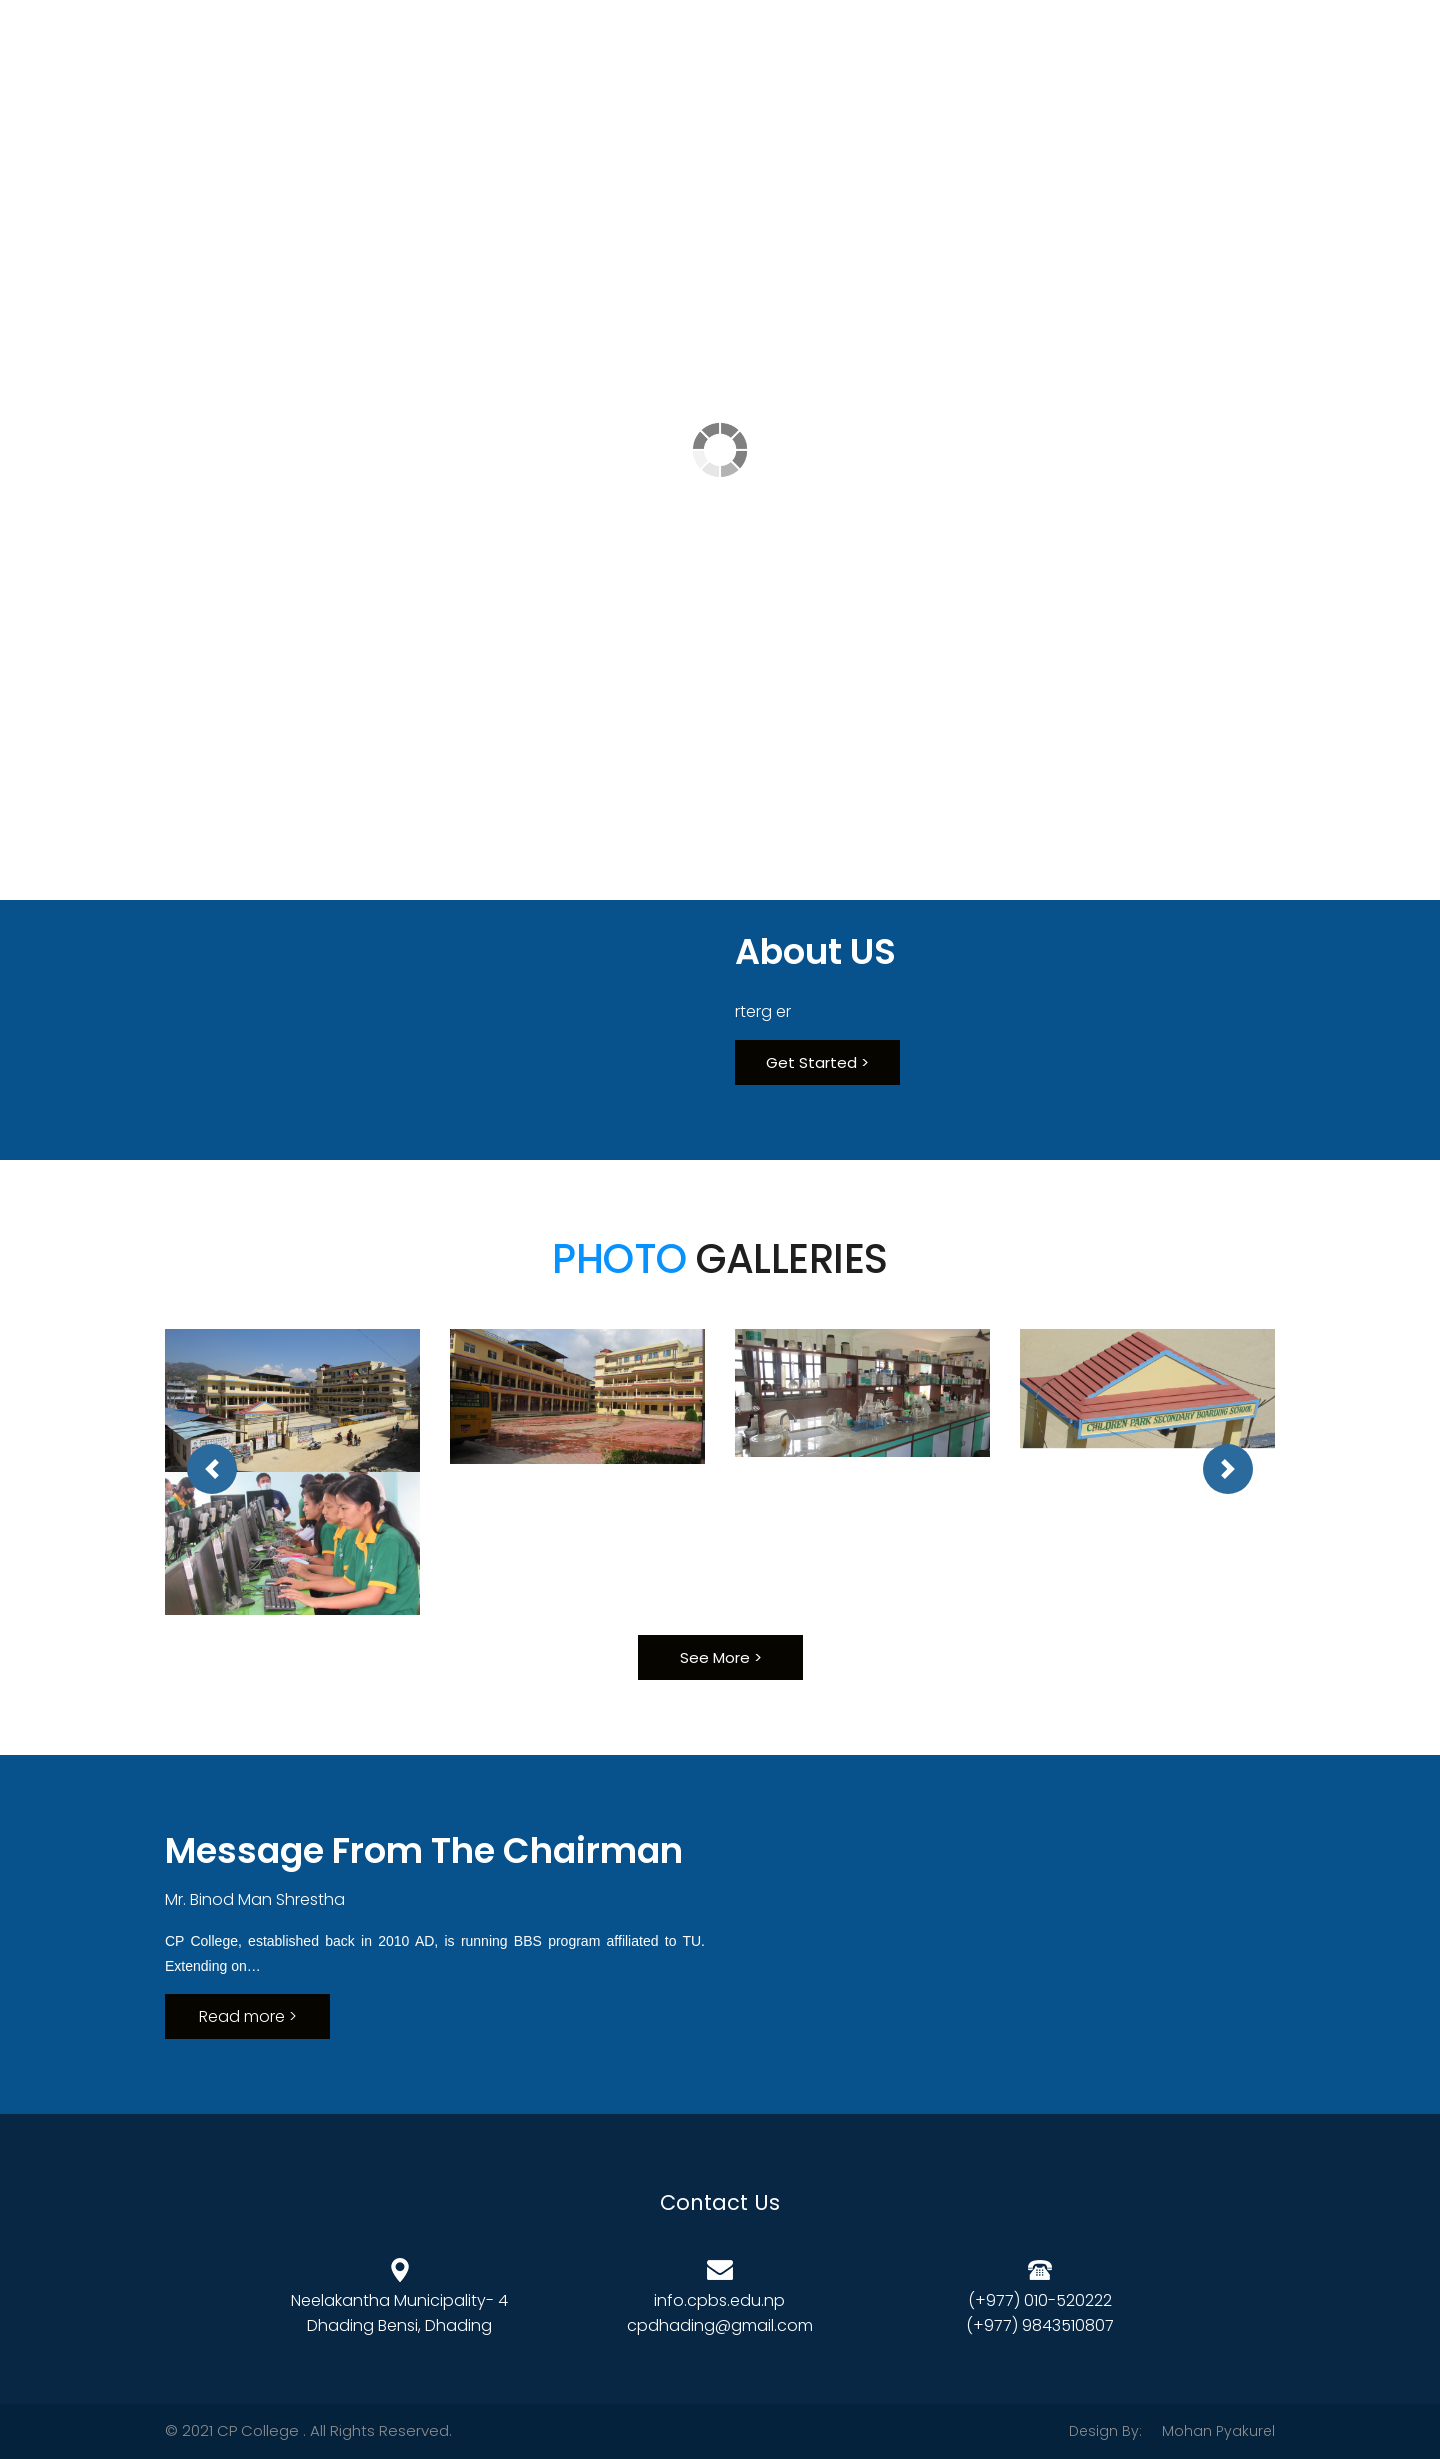 About US
rterg er
Get Started >
PHOTO GALLERIES
CHILDREN PARK SECONDARY BOARDING SCHOOL
See More >
Message From The Chairman
Mr. Binod Man Shrestha
CP College, established back in 2010 AD, is running BBS program affiliated to TU.
Extending on…
Read more >
Contact Us
Neelakantha Municipality- 4
Dhading Bensi, Dhading
info.cpbs.edu.np
cpdhading@gmail.com
(+977) 010-520222
(+977) 9843510807
© 2021 CP College . All Rights Reserved.
Design By: Mohan Pyakurel